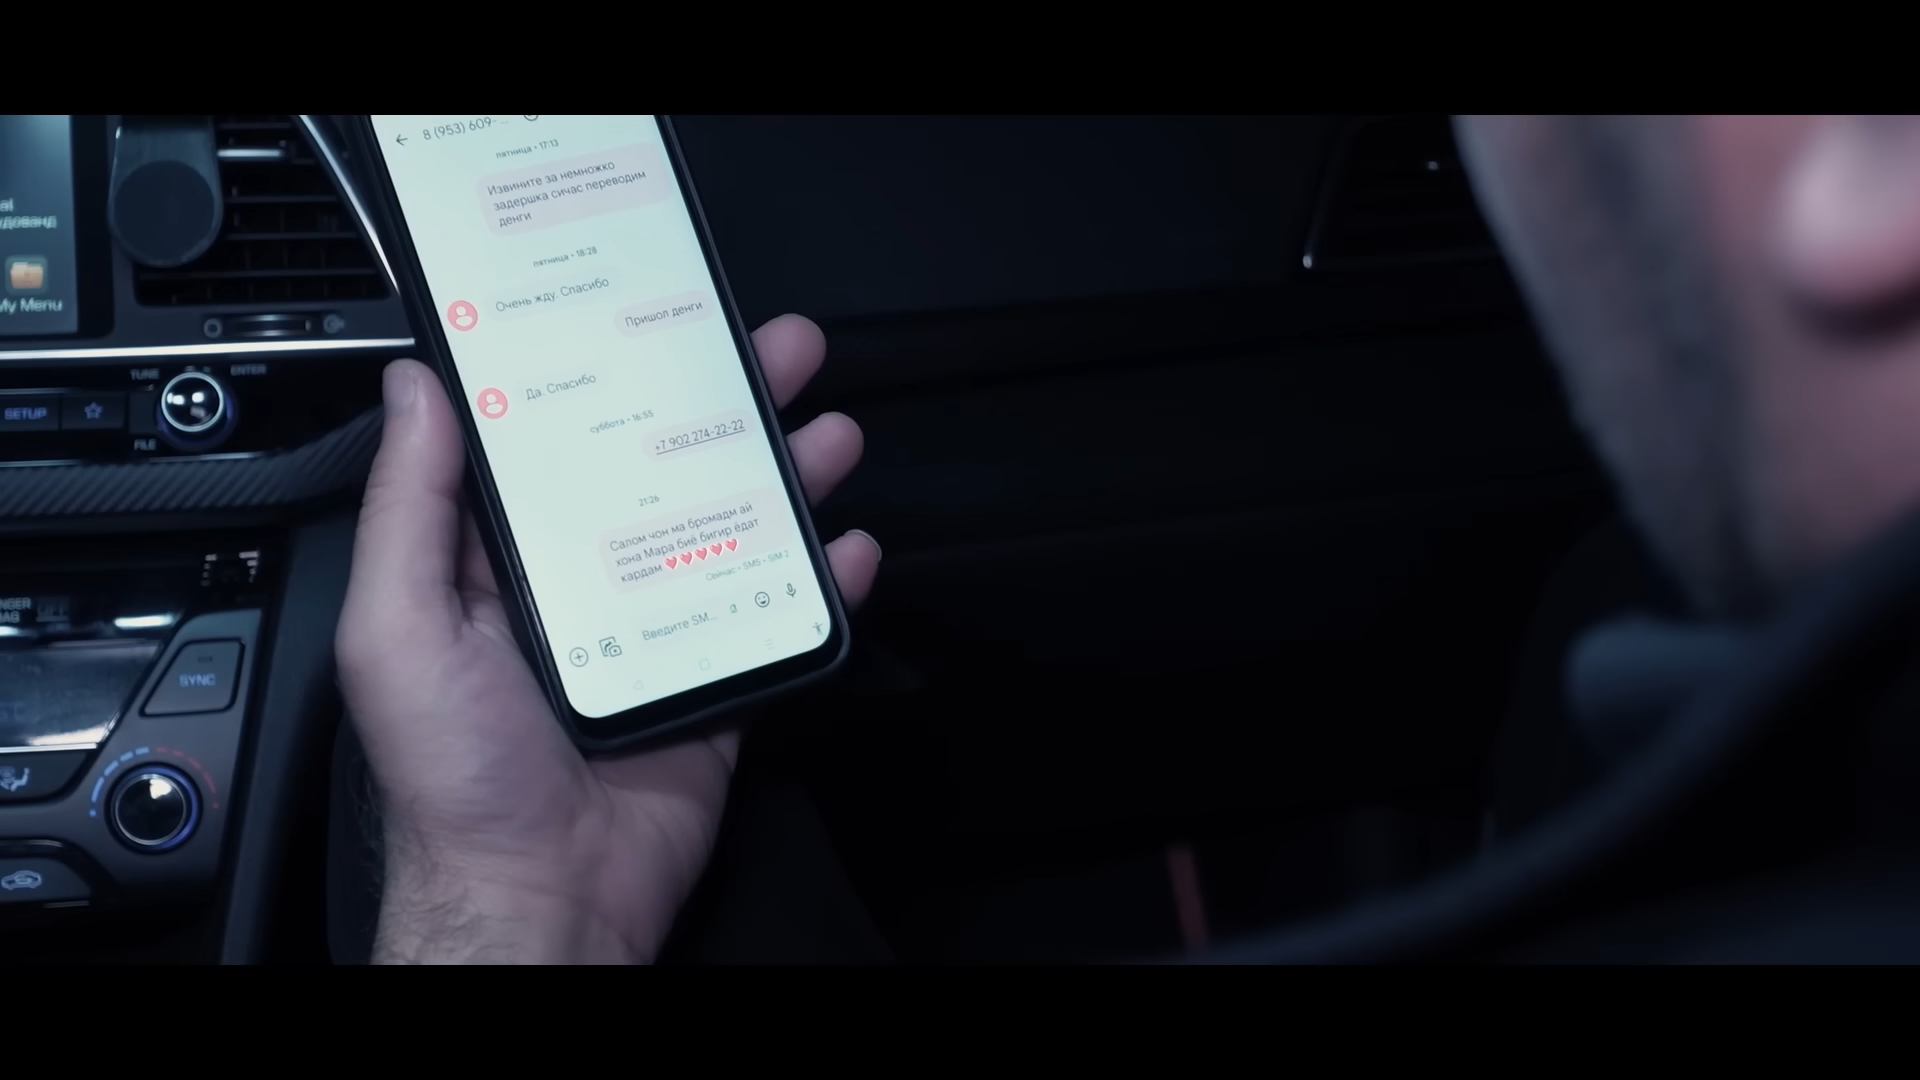 8 (953) 609-...
пятница • 17:13
Извините за немножко
задершка сичас переводим
денги
пятница • 18:28
Очень жду. Спасибо
Пришол денги
Да. Спасибо
суббота • 16:55
+7 902 274-22-22
21:26
Салом чон ма бромадм ай
хона Мара биё бигир ёдат
кардам ❤❤❤❤❤
Сейчас • SMS • SIM 2
Введите SM...
My Menu
TUNE
ENTER
SETUP
FILE
SYNC